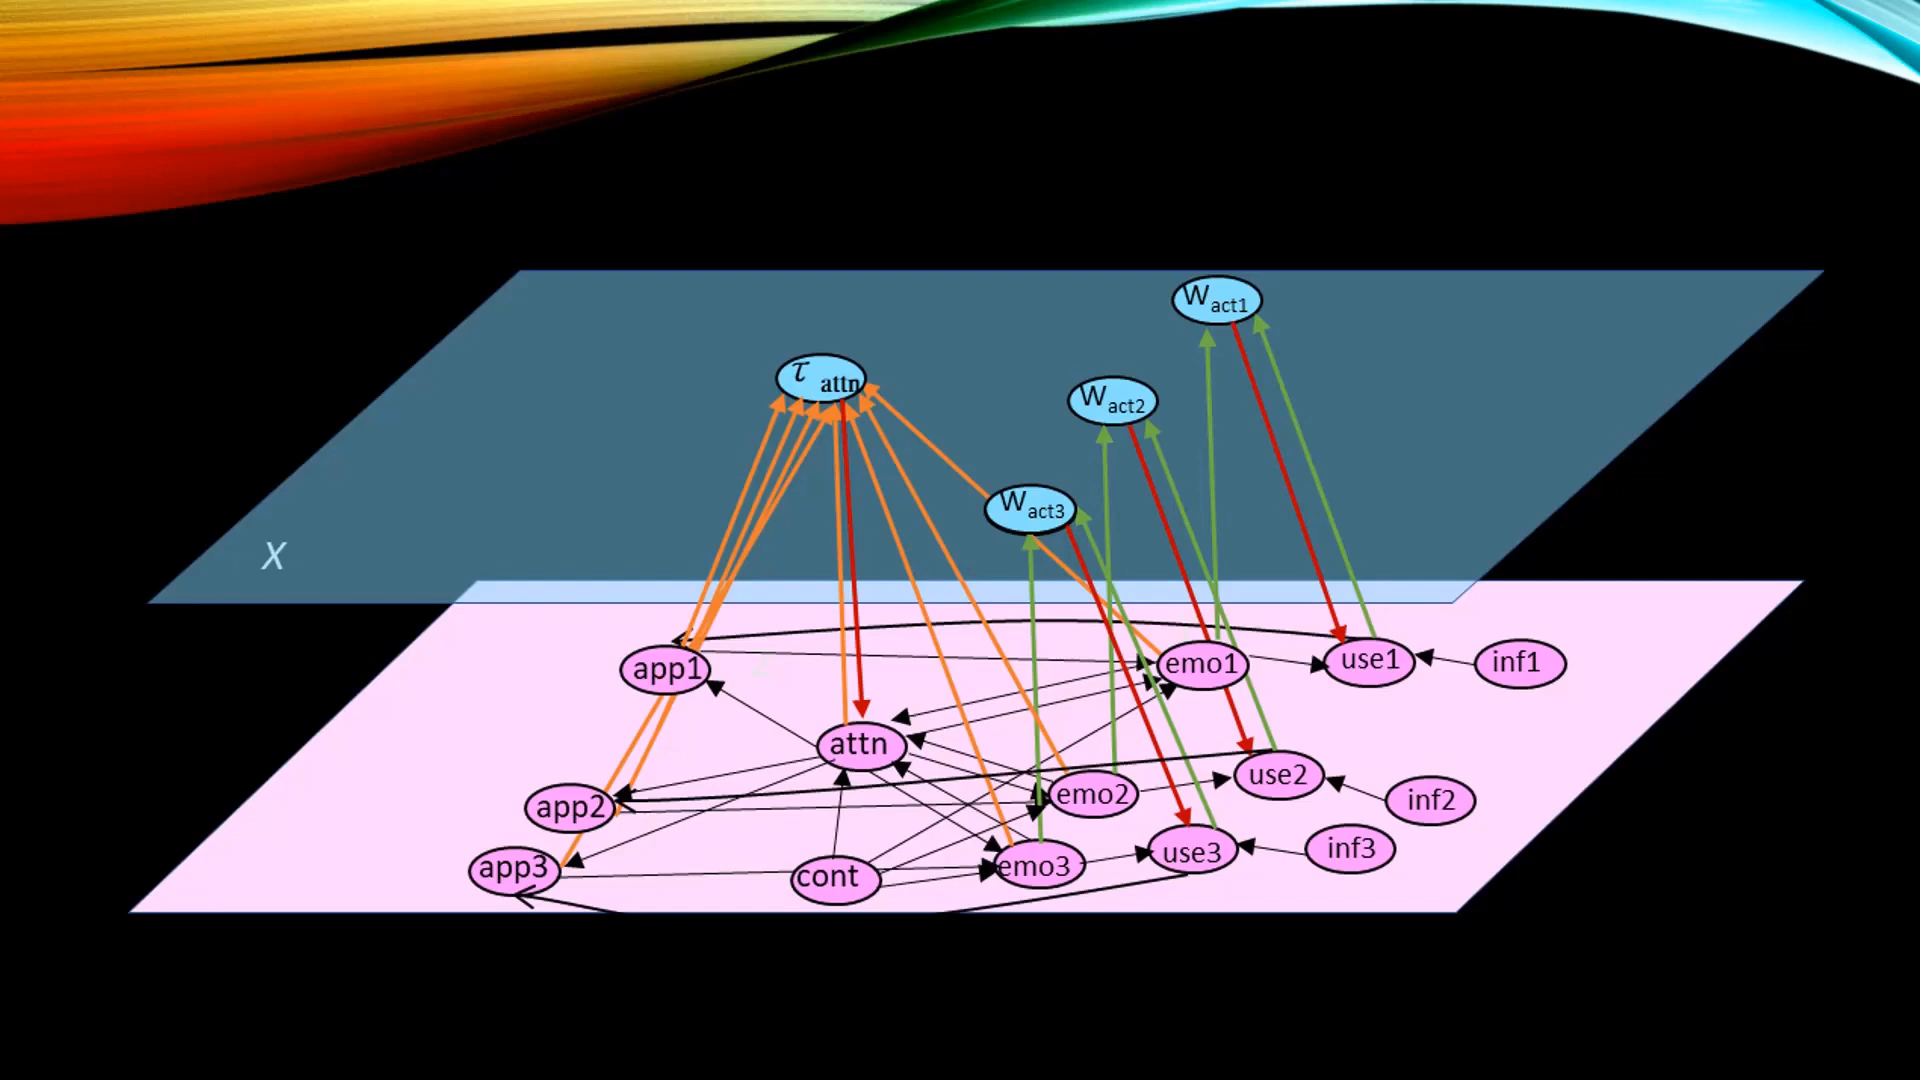 W act1
τ attn
W act2
W act3
X
app1
emo1
use1
inf1
attn
app2
emo2
use2
inf2
app3
cont
emo3
use3
inf3